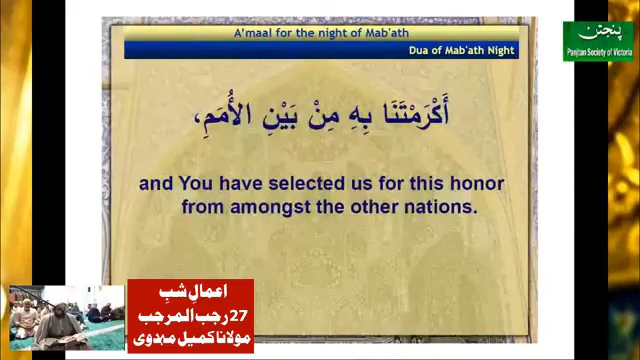 A'maal for the night of Mab'ath
Dua of Mab'ath Night
پنجتن
Panjtan Society of Victoria
أَكْرَمْتَنَا بِهِ مِنْ بَيْنِ الأُمَمِ،
and You have selected us for this honor
from amongst the other nations.
اعمالِ شبِ
27 رجب المرجب
مولانا کمیل مہدوی